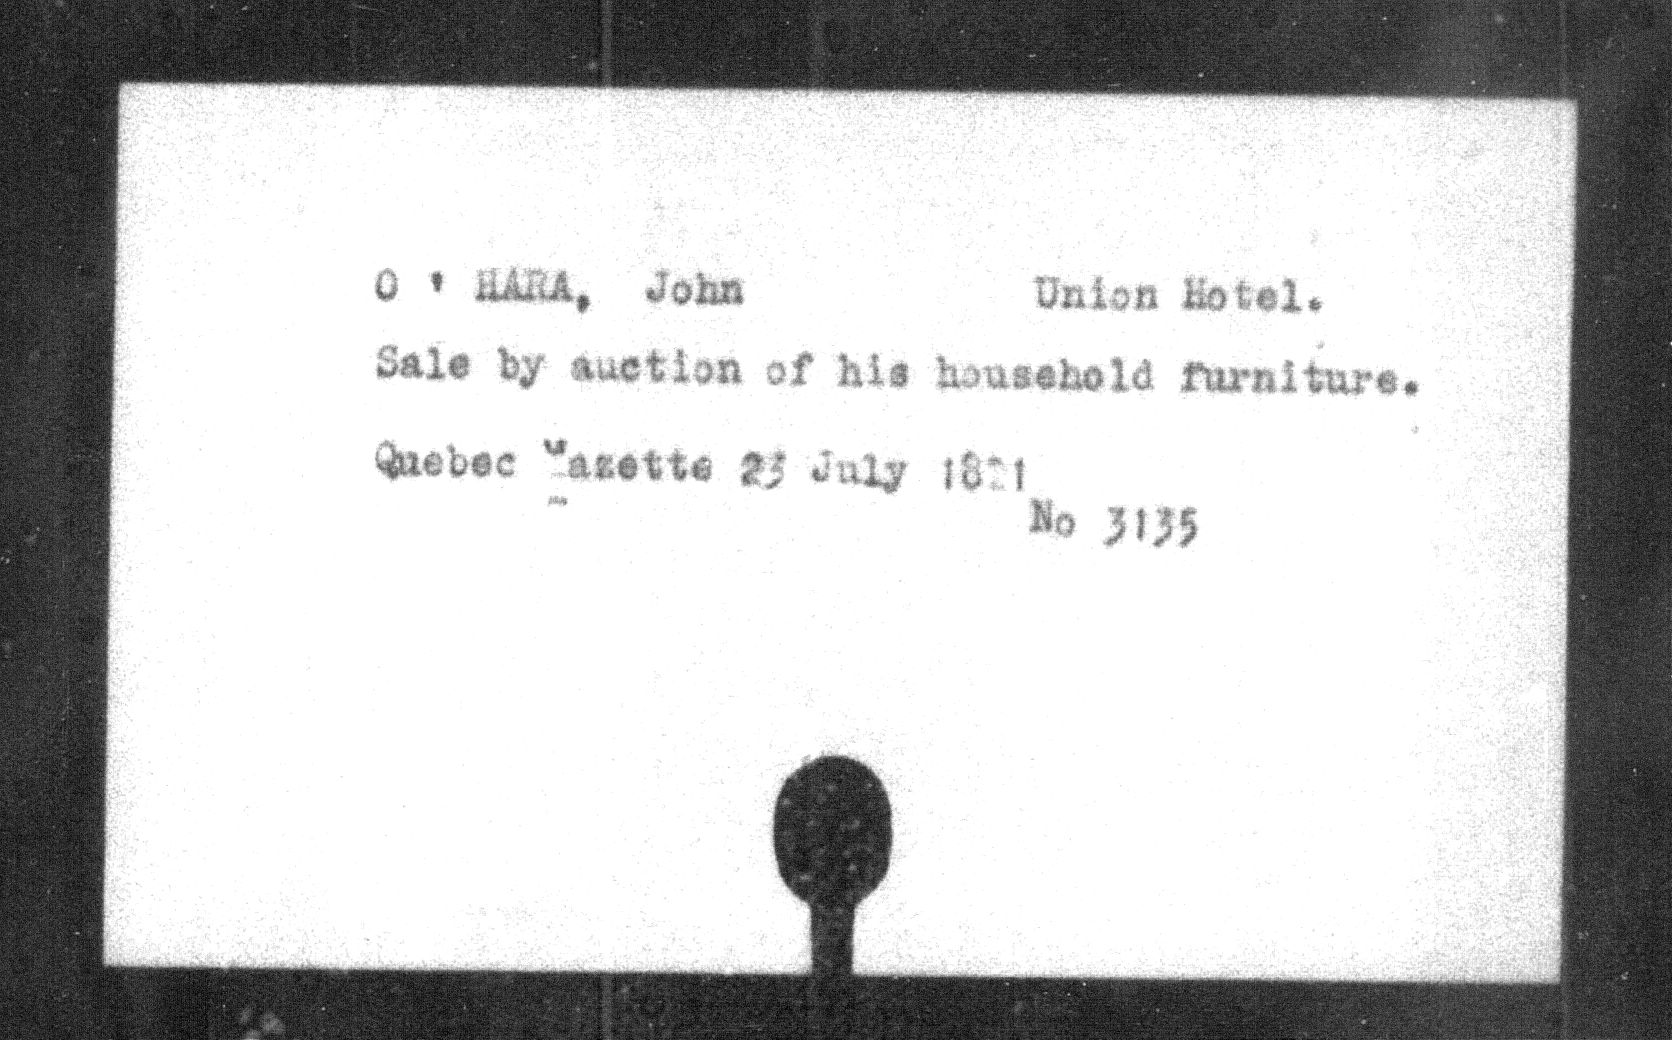 O ' HARA, John Union Hotel.
Sale by auction of his household furniture.
Quebec Gazette 23 July 1821
No 3135